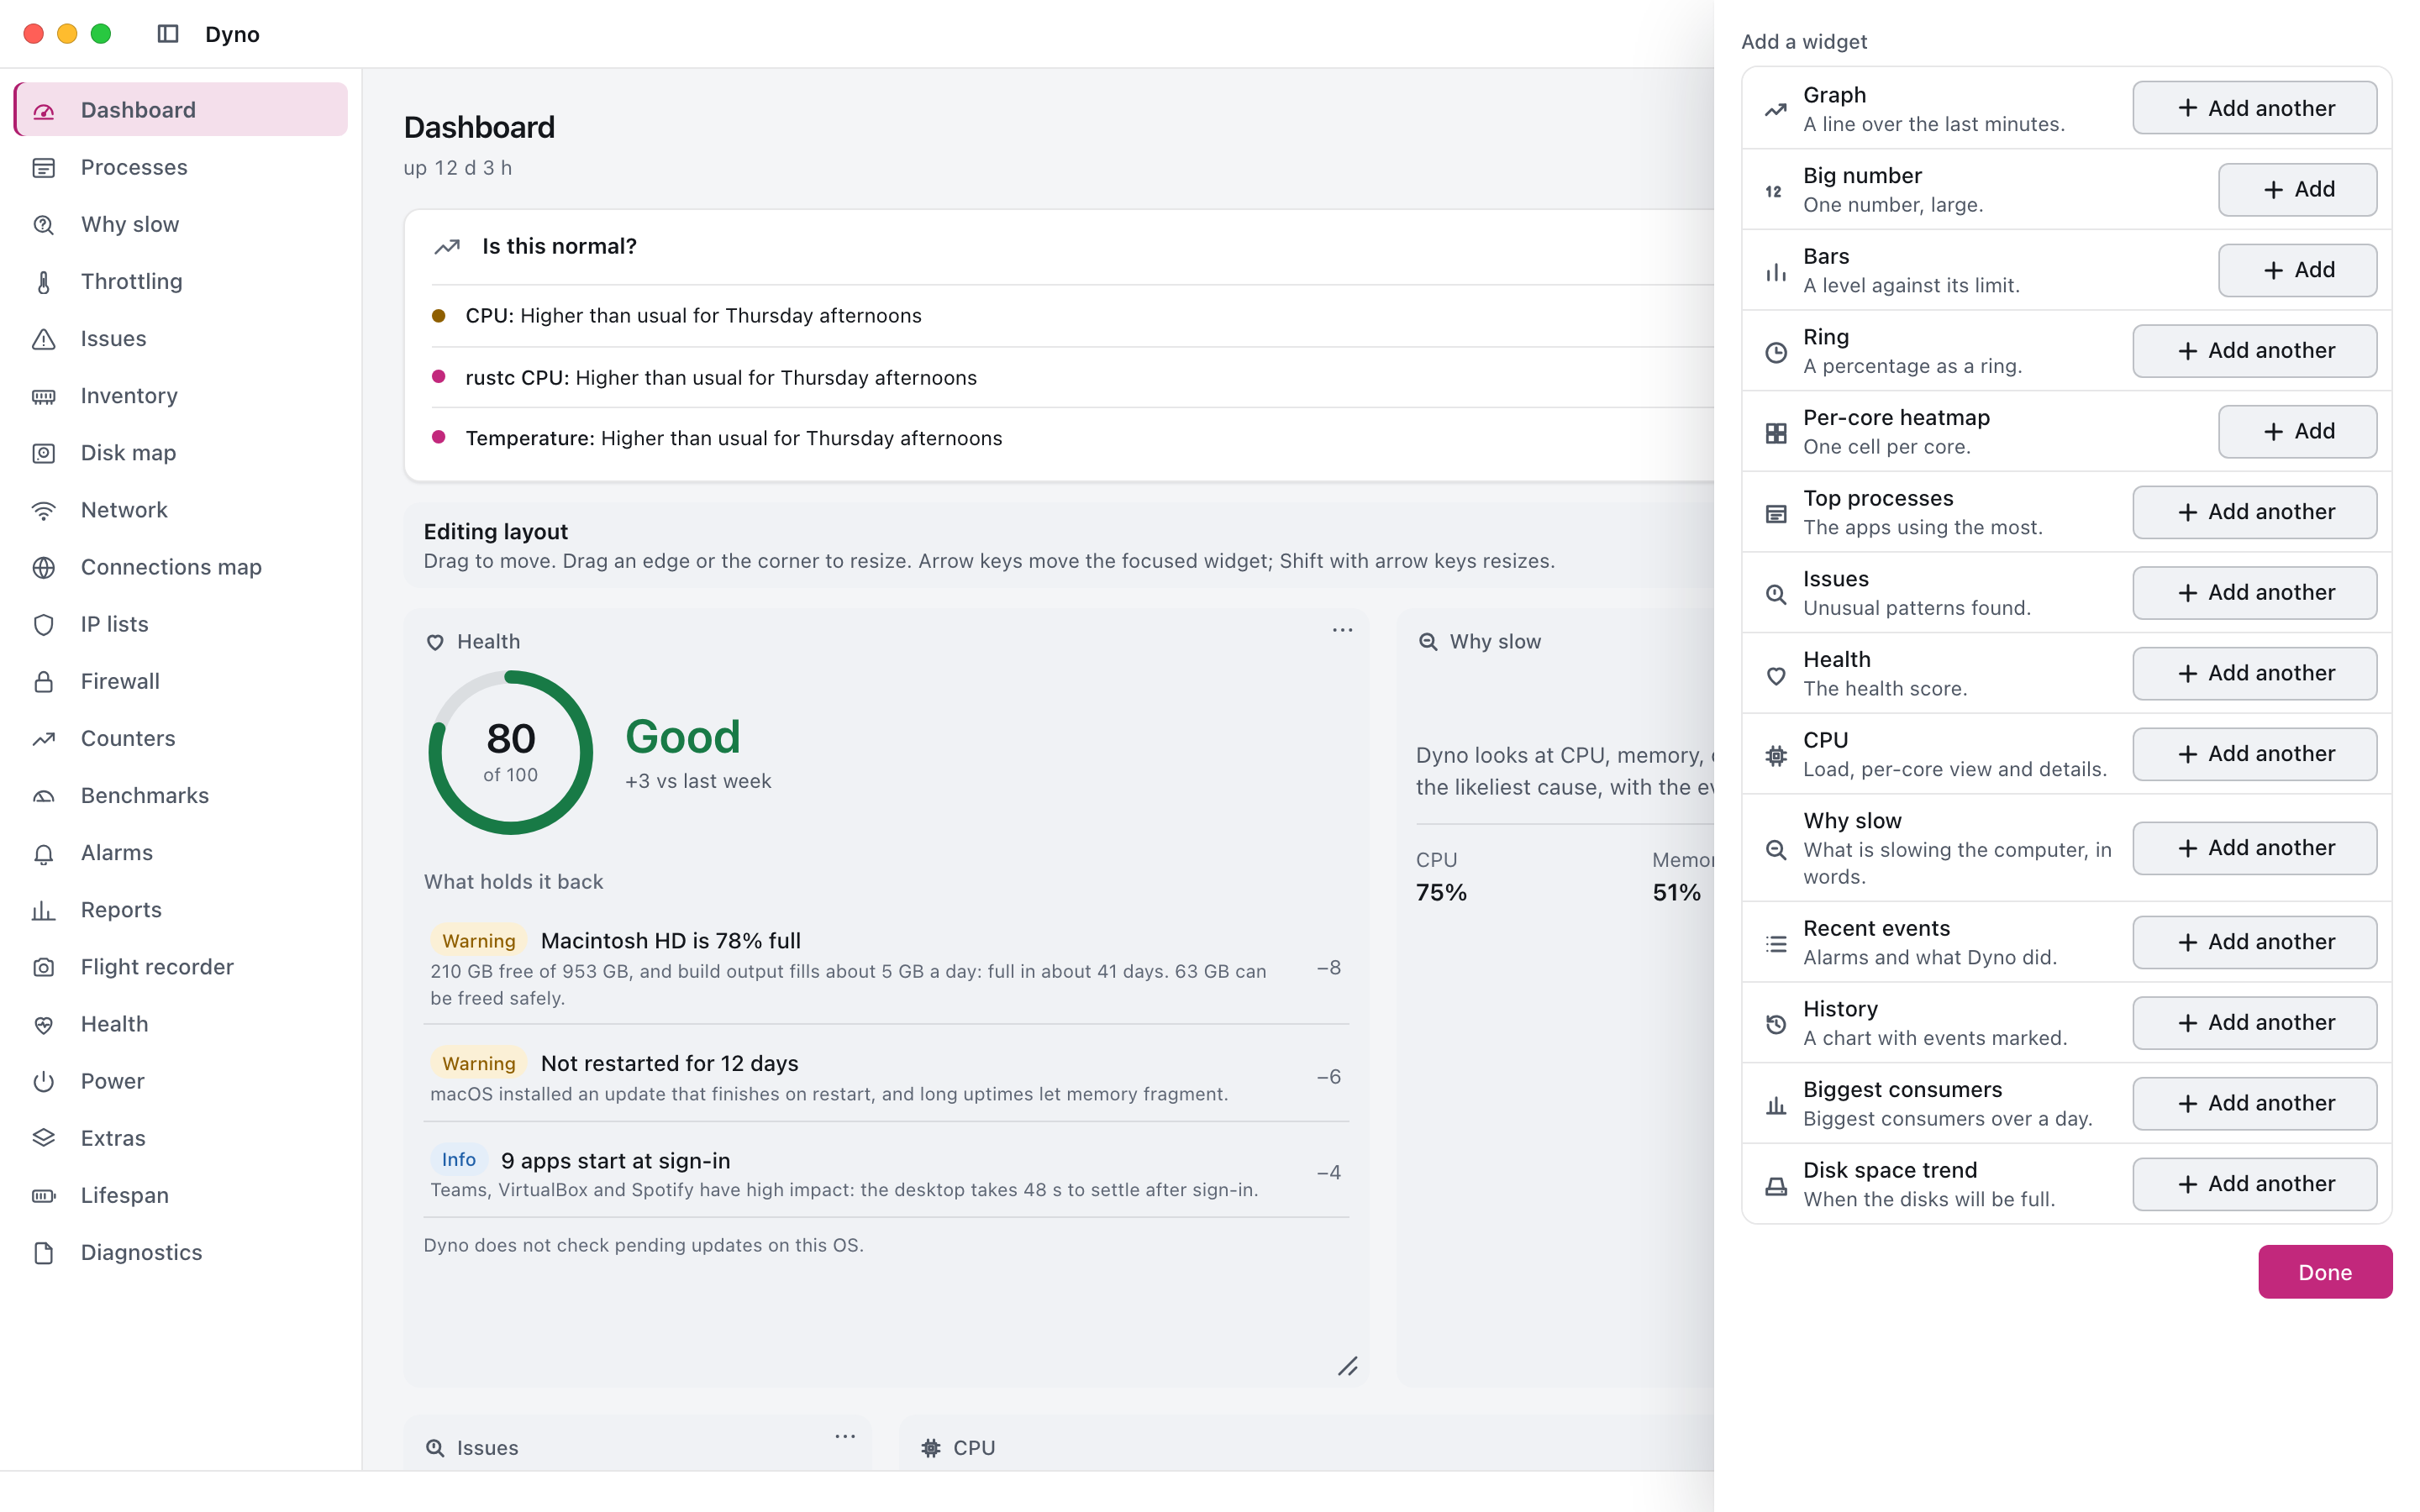 Dyno
Dashboard
Processes
Why slow
Throttling
Issues
Inventory
Disk map
Network
Connections map
IP lists
Firewall
Counters
Benchmarks
Alarms
Reports
Flight recorder
Health
Power
Extras
Lifespan
Diagnostics
Dashboard
up 12 d 3 h
Is this normal?
CPU: Higher than usual for Thursday afternoons
rustc CPU: Higher than usual for Thursday afternoons
Temperature: Higher than usual for Thursday afternoons
Editing layout
Drag to move. Drag an edge or the corner to resize. Arrow keys move the focused widget; Shift with arrow keys resizes.
Health
80
of 100
Good
+3 vs last week
What holds it back
Warning Macintosh HD is 78% full
210 GB free of 953 GB, and build output fills about 5 GB a day: full in about 41 days. 63 GB can
be freed safely.
−8
Warning Not restarted for 12 days
macOS installed an update that finishes on restart, and long uptimes let memory fragment.
−6
Info 9 apps start at sign-in
Teams, VirtualBox and Spotify have high impact: the desktop takes 48 s to settle after sign-in.
−4
Dyno does not check pending updates on this OS.
Why slow
Dyno looks at CPU, memory,
the likeliest cause, with the
CPU
75%
51%
Issues
CPU
Add a widget
Graph
A line over the last minutes.
Add another
12
Big number
One number, large.
Add
Bars
A level against its limit.
Add
Ring
A percentage as a ring.
Add another
Per-core heatmap
One cell per core.
Add
Top processes
The apps using the most.
Add another
Issues
Unusual patterns found.
Add another
Health
The health score.
Add another
CPU
Load, per-core view and details.
Add another
Why slow
What is slowing the computer, in
words.
Add another
Recent events
Alarms and what Dyno did.
Add another
History
A chart with events marked.
Add another
Biggest consumers
Biggest consumers over a day.
Add another
Disk space trend
When the disks will be full.
Add another
Done